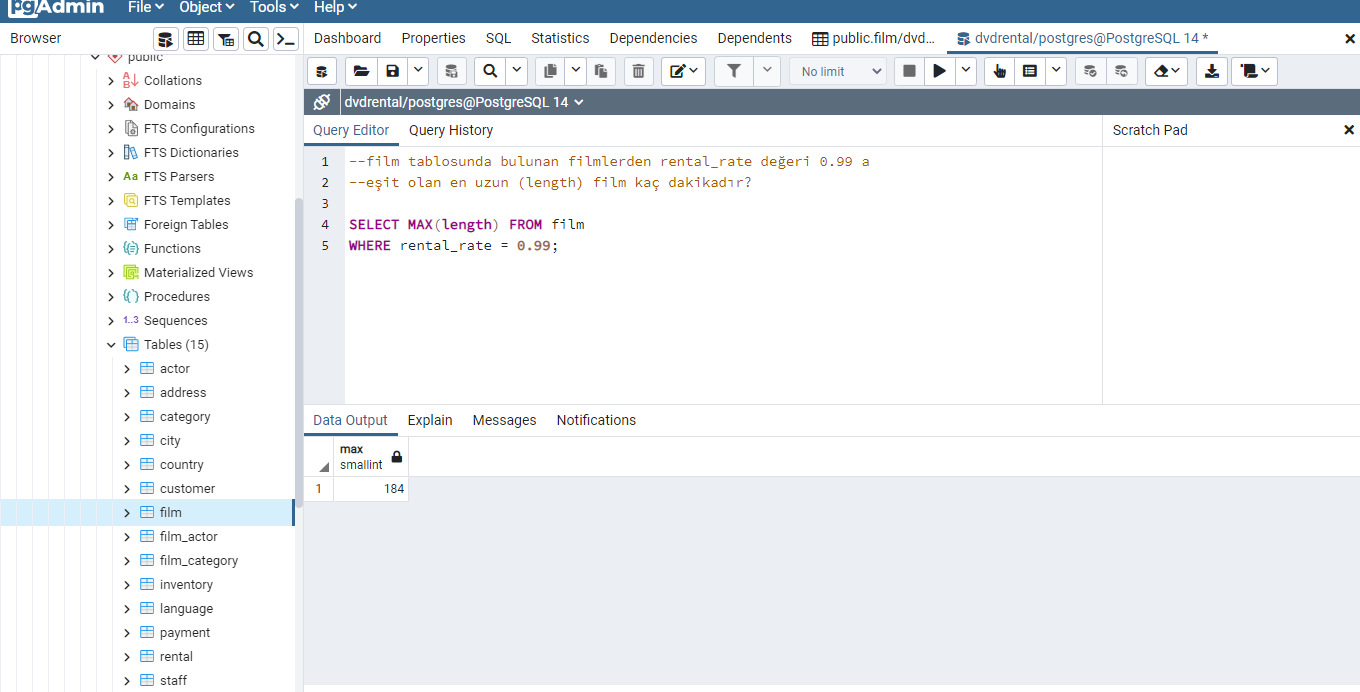 pgAdmin File Object Tools Help
Browser
Dashboard Properties SQL Statistics Dependencies Dependents public.film/dvd... dvdrental/postgres@PostgreSQL 14 *
No limit
dvdrental/postgres@PostgreSQL 14
Query Editor Query History
Scratch Pad
1 --film tablosunda bulunan filmlerden rental_rate değeri 0.99 a
2 --eşit olan en uzun (length) film kaç dakikadır?
3
4 SELECT MAX(length) FROM film
5 WHERE rental_rate = 0.99;
Data Output Explain Messages Notifications
max
smallint
1 184
public
Collations
Domains
FTS Configurations
FTS Dictionaries
Aa FTS Parsers
FTS Templates
Foreign Tables
Functions
Materialized Views
Procedures
1..3 Sequences
Tables (15)
actor
address
category
city
country
customer
film
film_actor
film_category
inventory
language
payment
rental
staff